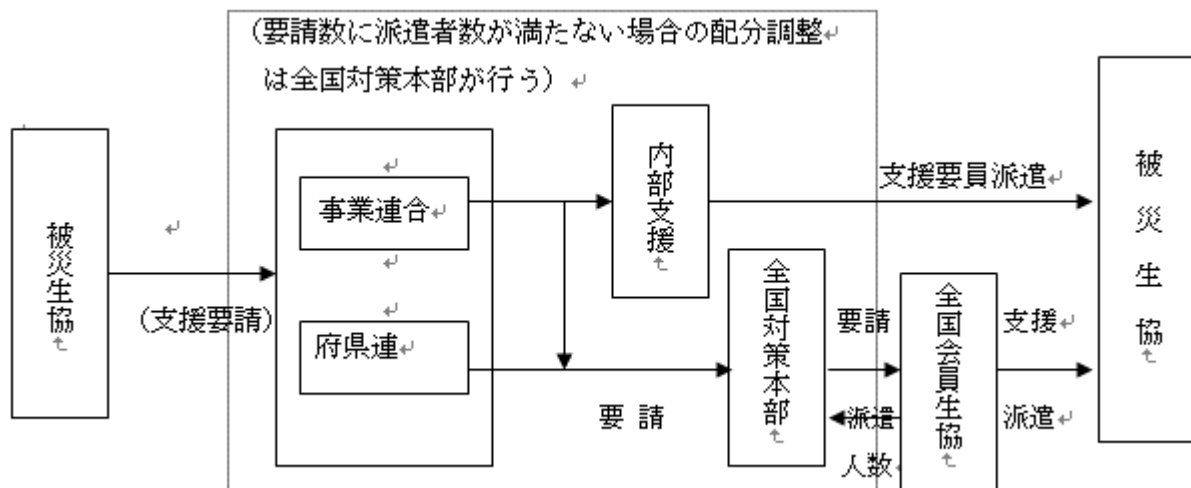 (要請数に派遣者数が満たない場合の配分調整
は全国対策本部が行う)
被災生協
(支援要請)
事業連合
府県連
内部支援
支援要員派遣
要 請
全国対策本部
要請
派遣
人数
全国会員生協
支援
派遣
被 災 生 協